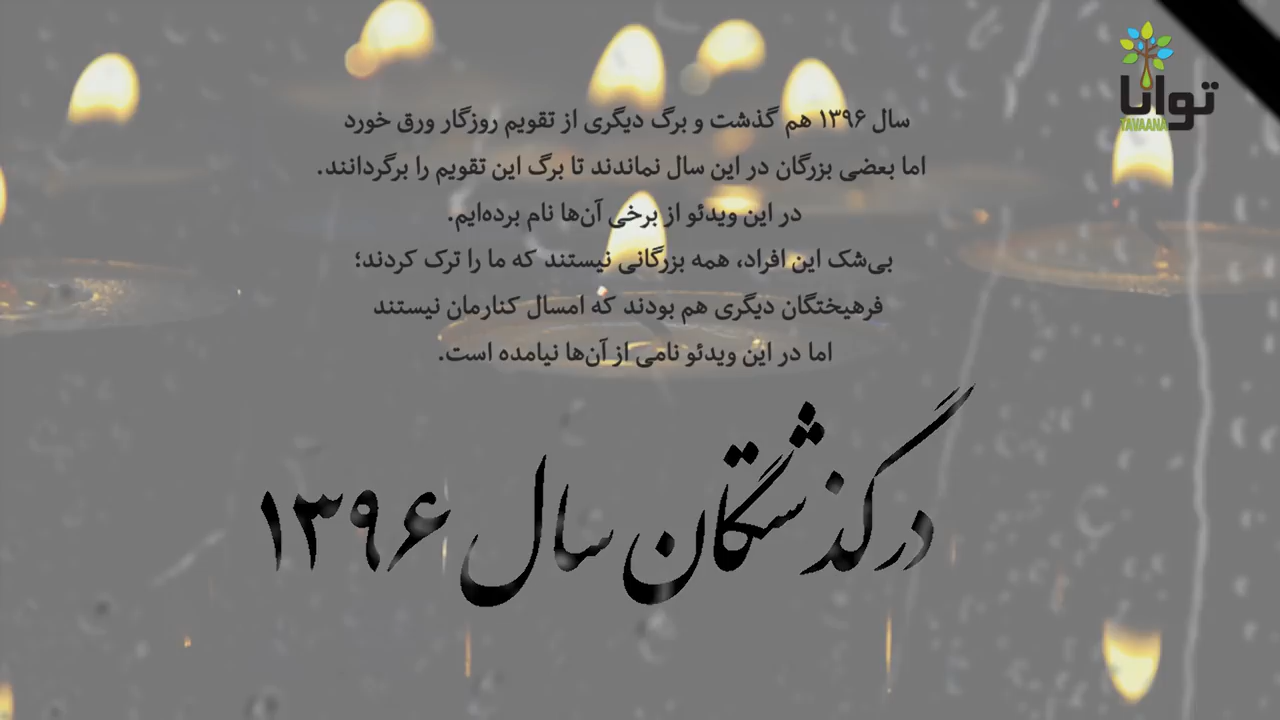 توانا
TAVAANA
سال ۱۳۹۶ هم گذشت و برگ دیگری از تقویم روزگار ورق خورد
اما بعضی بزرگان در این سال نماندند تا برگ این تقویم را برگردانند.
در این ویدئو از برخی آن‌ها نام برده‌ایم.
بی‌شک این افراد، همه بزرگانی نیستند که ما را ترک کردند؛
فرهیختگان دیگری هم بودند که امسال کنارمان نیستند
اما در این ویدئو نامی از آن‌ها نیامده است.
درگذشتگان سال ۱۳۹۶